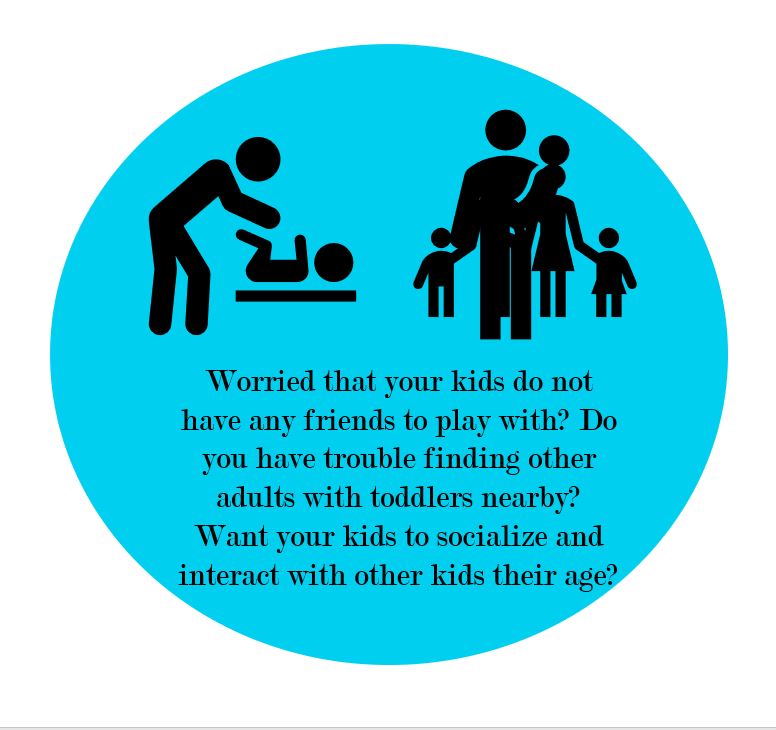 Worried that your kids do not
have any friends to play with? Do
you have trouble finding other
adults with toddlers nearby?
Want your kids to socialize and
interact with other kids their age?